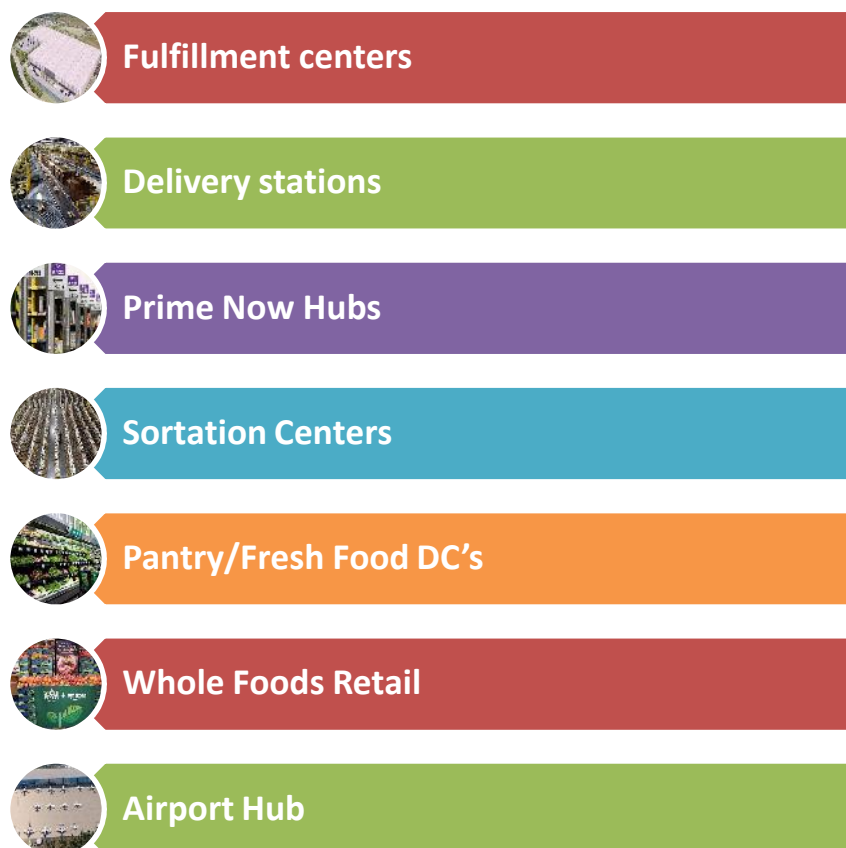 Fulfillment centers
Delivery stations
Prime Now Hubs
Sortation Centers
Pantry/Fresh Food DC’s
Whole Foods Retail
Airport Hub